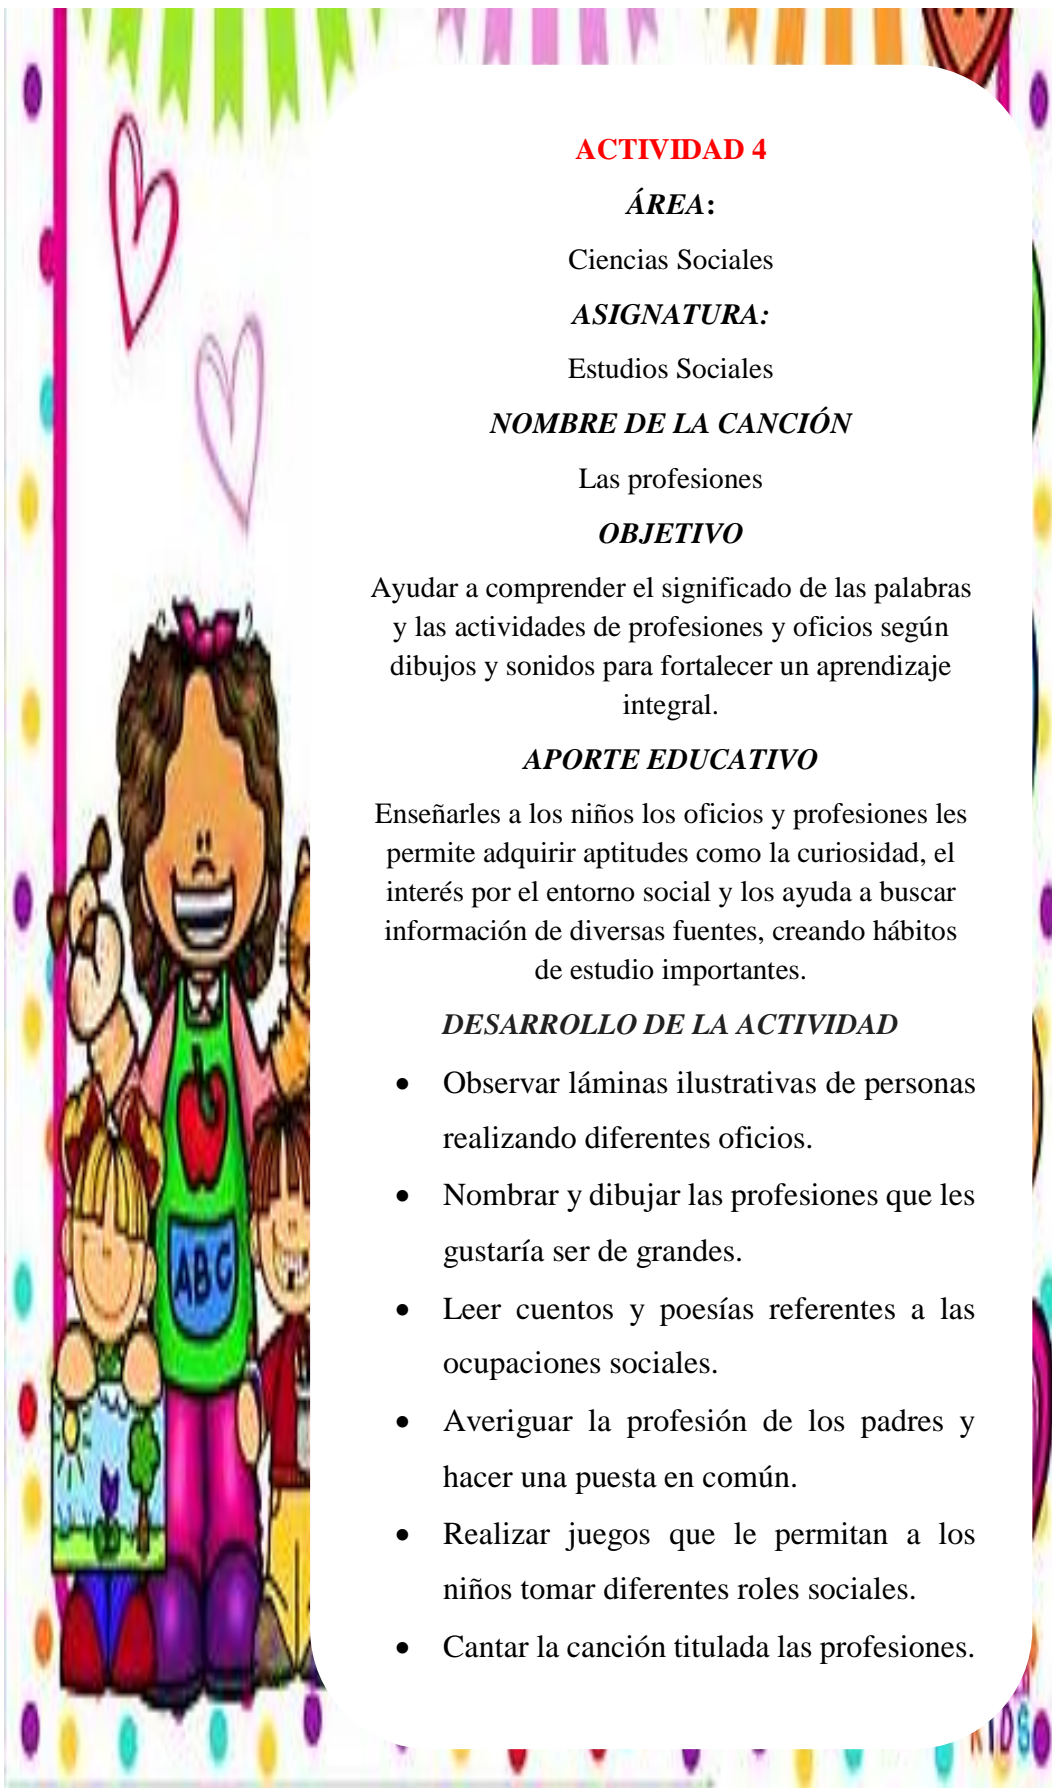 ACTIVIDAD 4
ÁREA:
Ciencias Sociales
ASIGNATURA:
Estudios Sociales
NOMBRE DE LA CANCIÓN
Las profesiones
OBJETIVO
Ayudar a comprender el significado de las palabras
y las actividades de profesiones y oficios según
dibujos y sonidos para fortalecer un aprendizaje
integral.
APORTE EDUCATIVO
Enseñarles a los niños los oficios y profesiones les
permite adquirir aptitudes como la curiosidad, el
interés por el entorno social y los ayuda a buscar
información de diversas fuentes, creando hábitos
de estudio importantes.
DESARROLLO DE LA ACTIVIDAD
• Observar láminas ilustrativas de personas
realizando diferentes oficios.
• Nombrar y dibujar las profesiones que les
gustaría ser de grandes.
• Leer cuentos y poesías referentes a las
ocupaciones sociales.
• Averiguar la profesión de los padres y
hacer una puesta en común.
• Realizar juegos que le permitan a los
niños tomar diferentes roles sociales.
• Cantar la canción titulada las profesiones.
ABC
KIDS